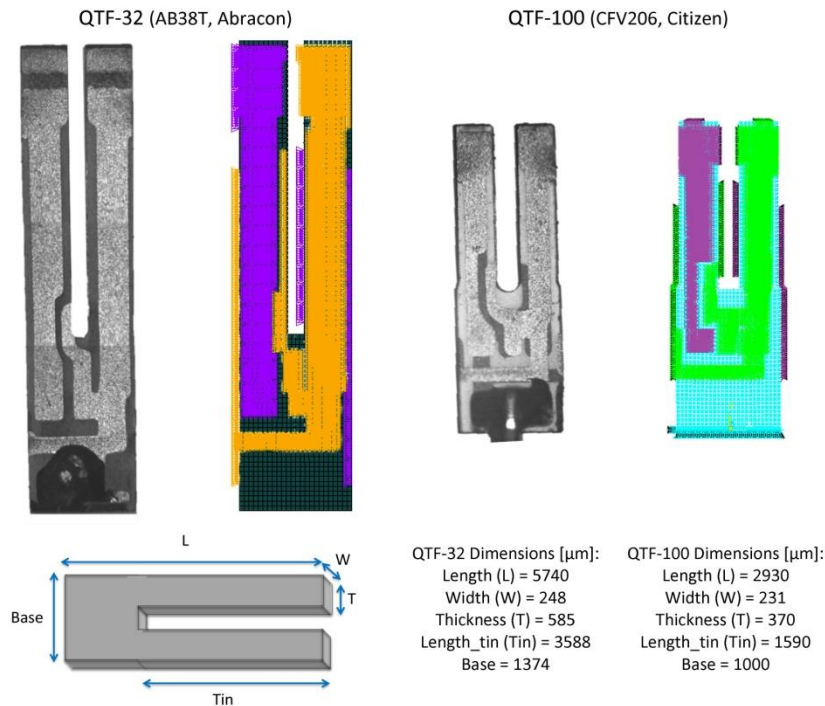 QTF-32 (AB38T, Abracon)
QTF-100 (CFV206, Citizen)
L
W
T
Base
Tin
QTF-32 Dimensions [μm]:
Length (L) = 5740
Width (W) = 248
Thickness (T) = 585
Length_tin (Tin) = 3588
Base = 1374
QTF-100 Dimensions [μm]:
Length (L) = 2930
Width (W) = 231
Thickness (T) = 370
Length_tin (Tin) = 1590
Base = 1000